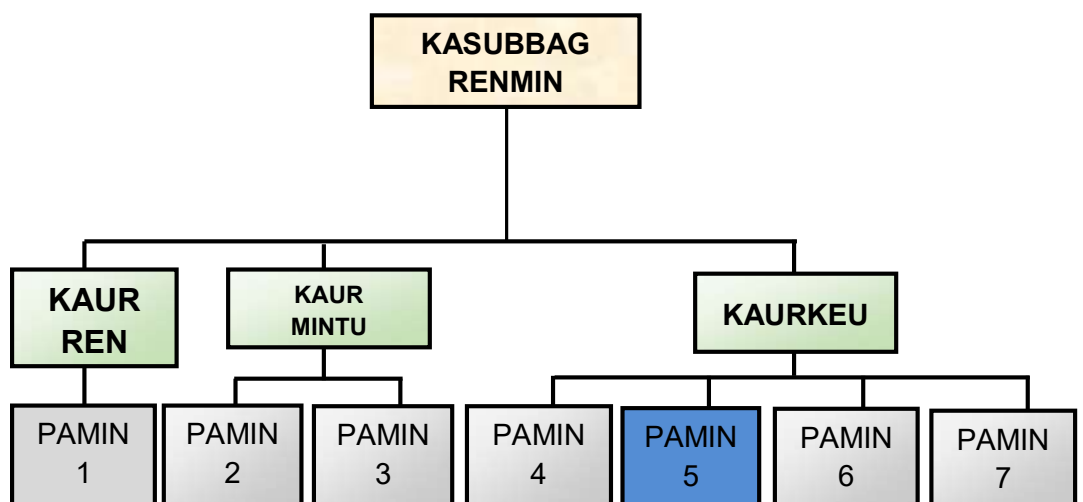 KASUBBAG
RENMIN
KAUR
REN
KAUR
MINTU
KAURKEU
PAMIN
1
PAMIN
2
PAMIN
3
PAMIN
4
PAMIN
5
PAMIN
6
PAMIN
7